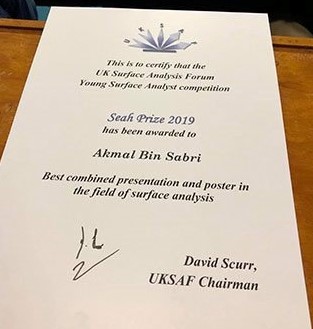 This is to certify that the
UK Surface Analysis Forum
Young Surface Analyst competition
Seah Prize 2019
has been awarded to
Akmal Bin Sabri
Best combined presentation and poster in
the field of surface analysis
David Scurr,
UKSAF Chairman